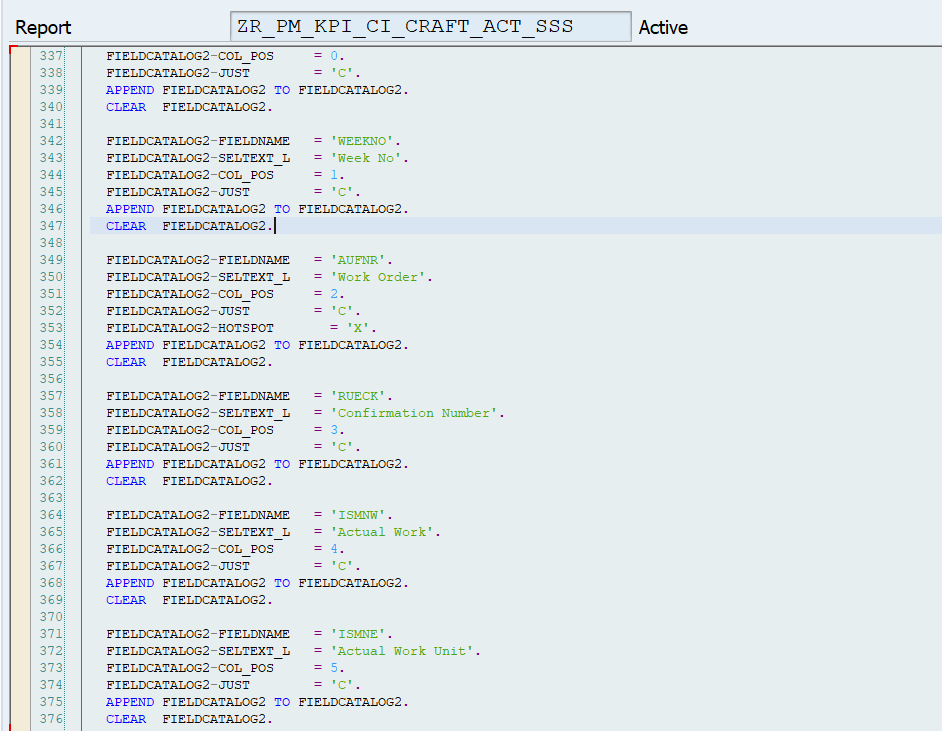 Report ZR_PM_KPI_CI_CRAFT_ACT_SSS Active
337 FIELDCATALOG2-COL_POS = 0.
338 FIELDCATALOG2-JUST = 'C'.
339 APPEND FIELDCATALOG2 TO FIELDCATALOG2.
340 CLEAR FIELDCATALOG2.
341
342 FIELDCATALOG2-FIELDNAME = 'WEEKNO'.
343 FIELDCATALOG2-SELTEXT_L = 'Week No'.
344 FIELDCATALOG2-COL_POS = 1.
345 FIELDCATALOG2-JUST = 'C'.
346 APPEND FIELDCATALOG2 TO FIELDCATALOG2.
347 CLEAR FIELDCATALOG2.
348
349 FIELDCATALOG2-FIELDNAME = 'AUFNR'.
350 FIELDCATALOG2-SELTEXT_L = 'Work Order'.
351 FIELDCATALOG2-COL_POS = 2.
352 FIELDCATALOG2-JUST = 'C'.
353 FIELDCATALOG2-HOTSPOT = 'X'.
354 APPEND FIELDCATALOG2 TO FIELDCATALOG2.
355 CLEAR FIELDCATALOG2.
356
357 FIELDCATALOG2-FIELDNAME = 'RUECK'.
358 FIELDCATALOG2-SELTEXT_L = 'Confirmation Number'.
359 FIELDCATALOG2-COL_POS = 3.
360 FIELDCATALOG2-JUST = 'C'.
361 APPEND FIELDCATALOG2 TO FIELDCATALOG2.
362 CLEAR FIELDCATALOG2.
363
364 FIELDCATALOG2-FIELDNAME = 'ISMNW'.
365 FIELDCATALOG2-SELTEXT_L = 'Actual Work'.
366 FIELDCATALOG2-COL_POS = 4.
367 FIELDCATALOG2-JUST = 'C'.
368 APPEND FIELDCATALOG2 TO FIELDCATALOG2.
369 CLEAR FIELDCATALOG2.
370
371 FIELDCATALOG2-FIELDNAME = 'ISMNE'.
372 FIELDCATALOG2-SELTEXT_L = 'Actual Work Unit'.
373 FIELDCATALOG2-COL_POS = 5.
374 FIELDCATALOG2-JUST = 'C'.
375 APPEND FIELDCATALOG2 TO FIELDCATALOG2.
376 CLEAR FIELDCATALOG2.